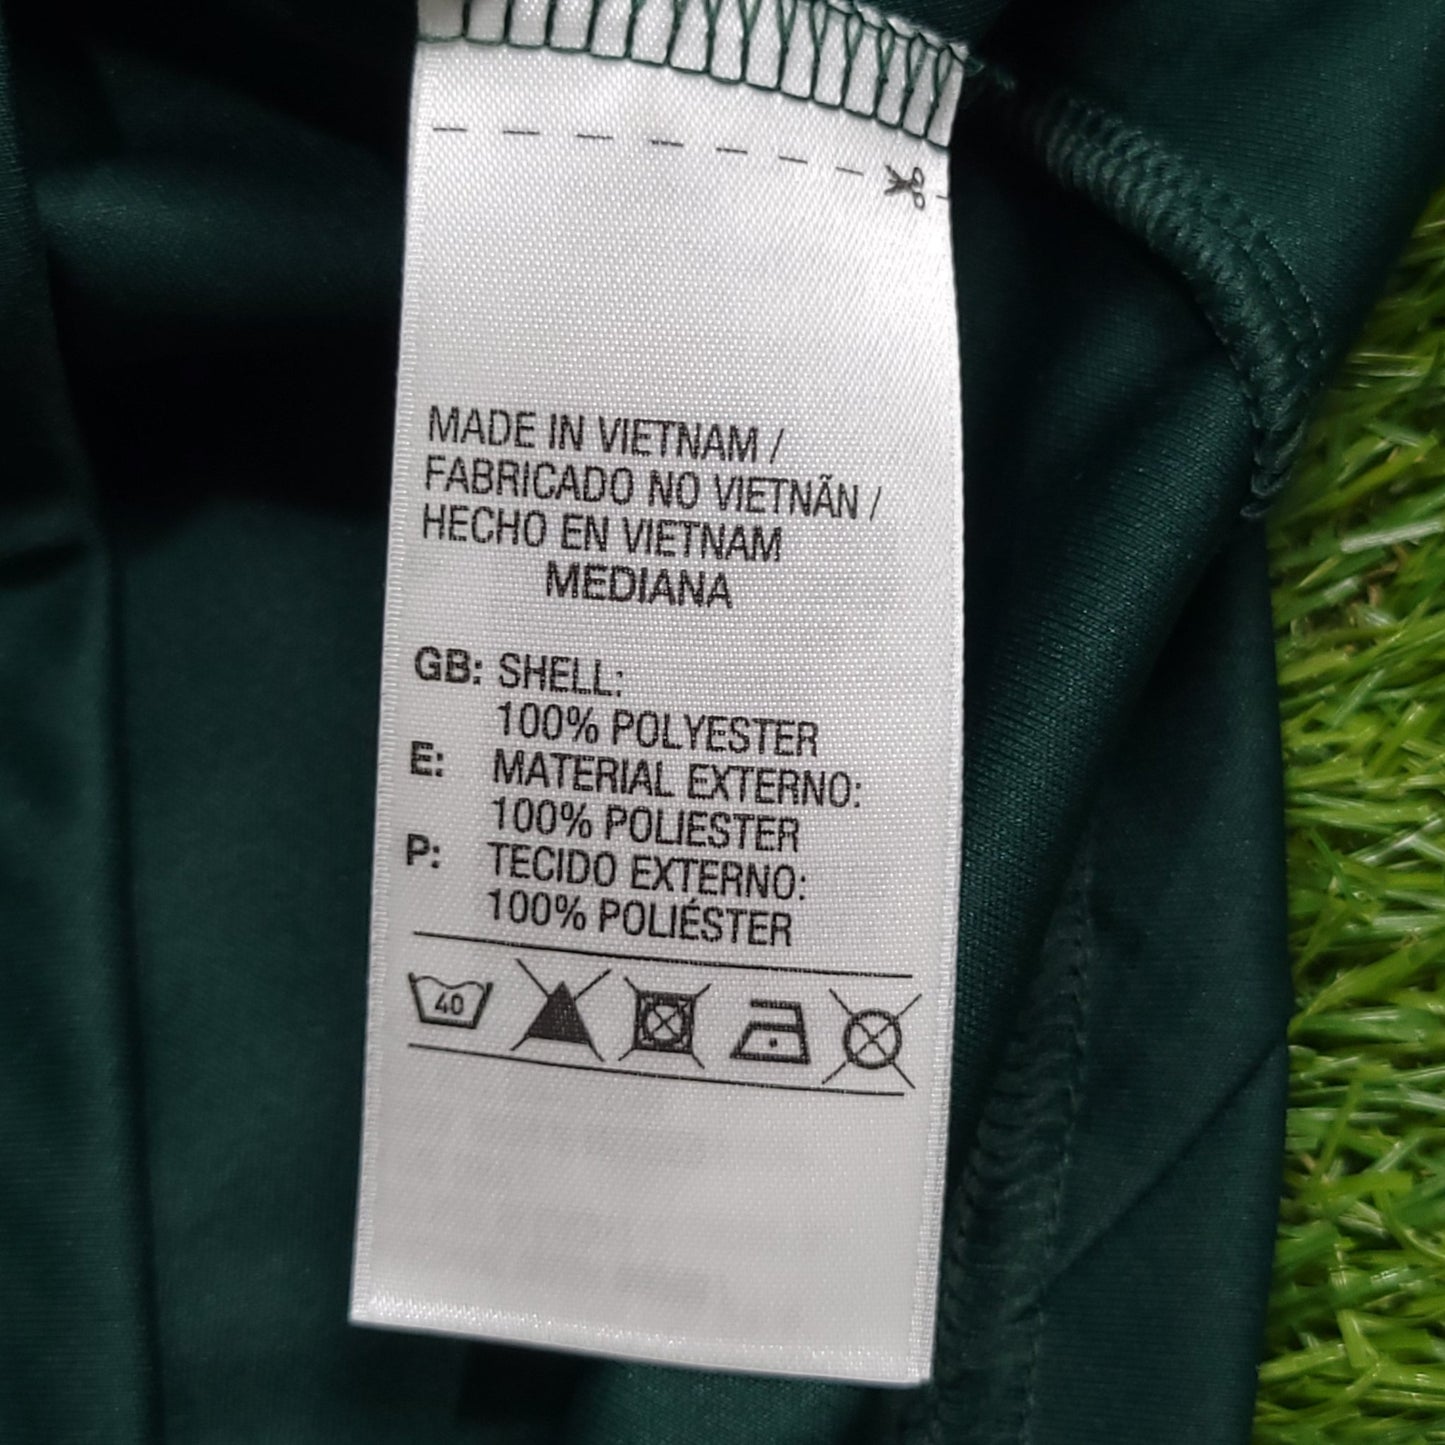 MADE IN VIETNAM /
FABRICADO NO VIETNÃN /
HECHO EN VIETNAM
MEDIANA
GB: SHELL:
100% POLYESTER
E: MATERIAL EXTERNO:
100% POLIESTER
P: TECIDO EXTERNO:
100% POLIÉSTER
40